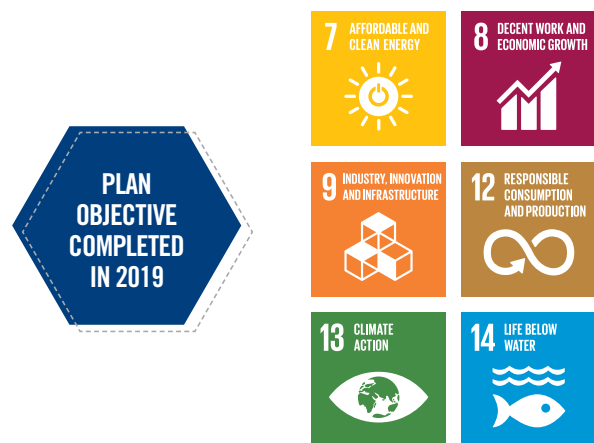 PLAN
OBJECTIVE
COMPLETED
IN 2019
7 AFFORDABLE AND
CLEAN ENERGY
8 DECENT WORK AND
ECONOMIC GROWTH
9 INDUSTRY, INNOVATION
AND INFRASTRUCTURE
12 RESPONSIBLE
CONSUMPTION
AND PRODUCTION
13 CLIMATE
ACTION
14 LIFE BELOW
WATER